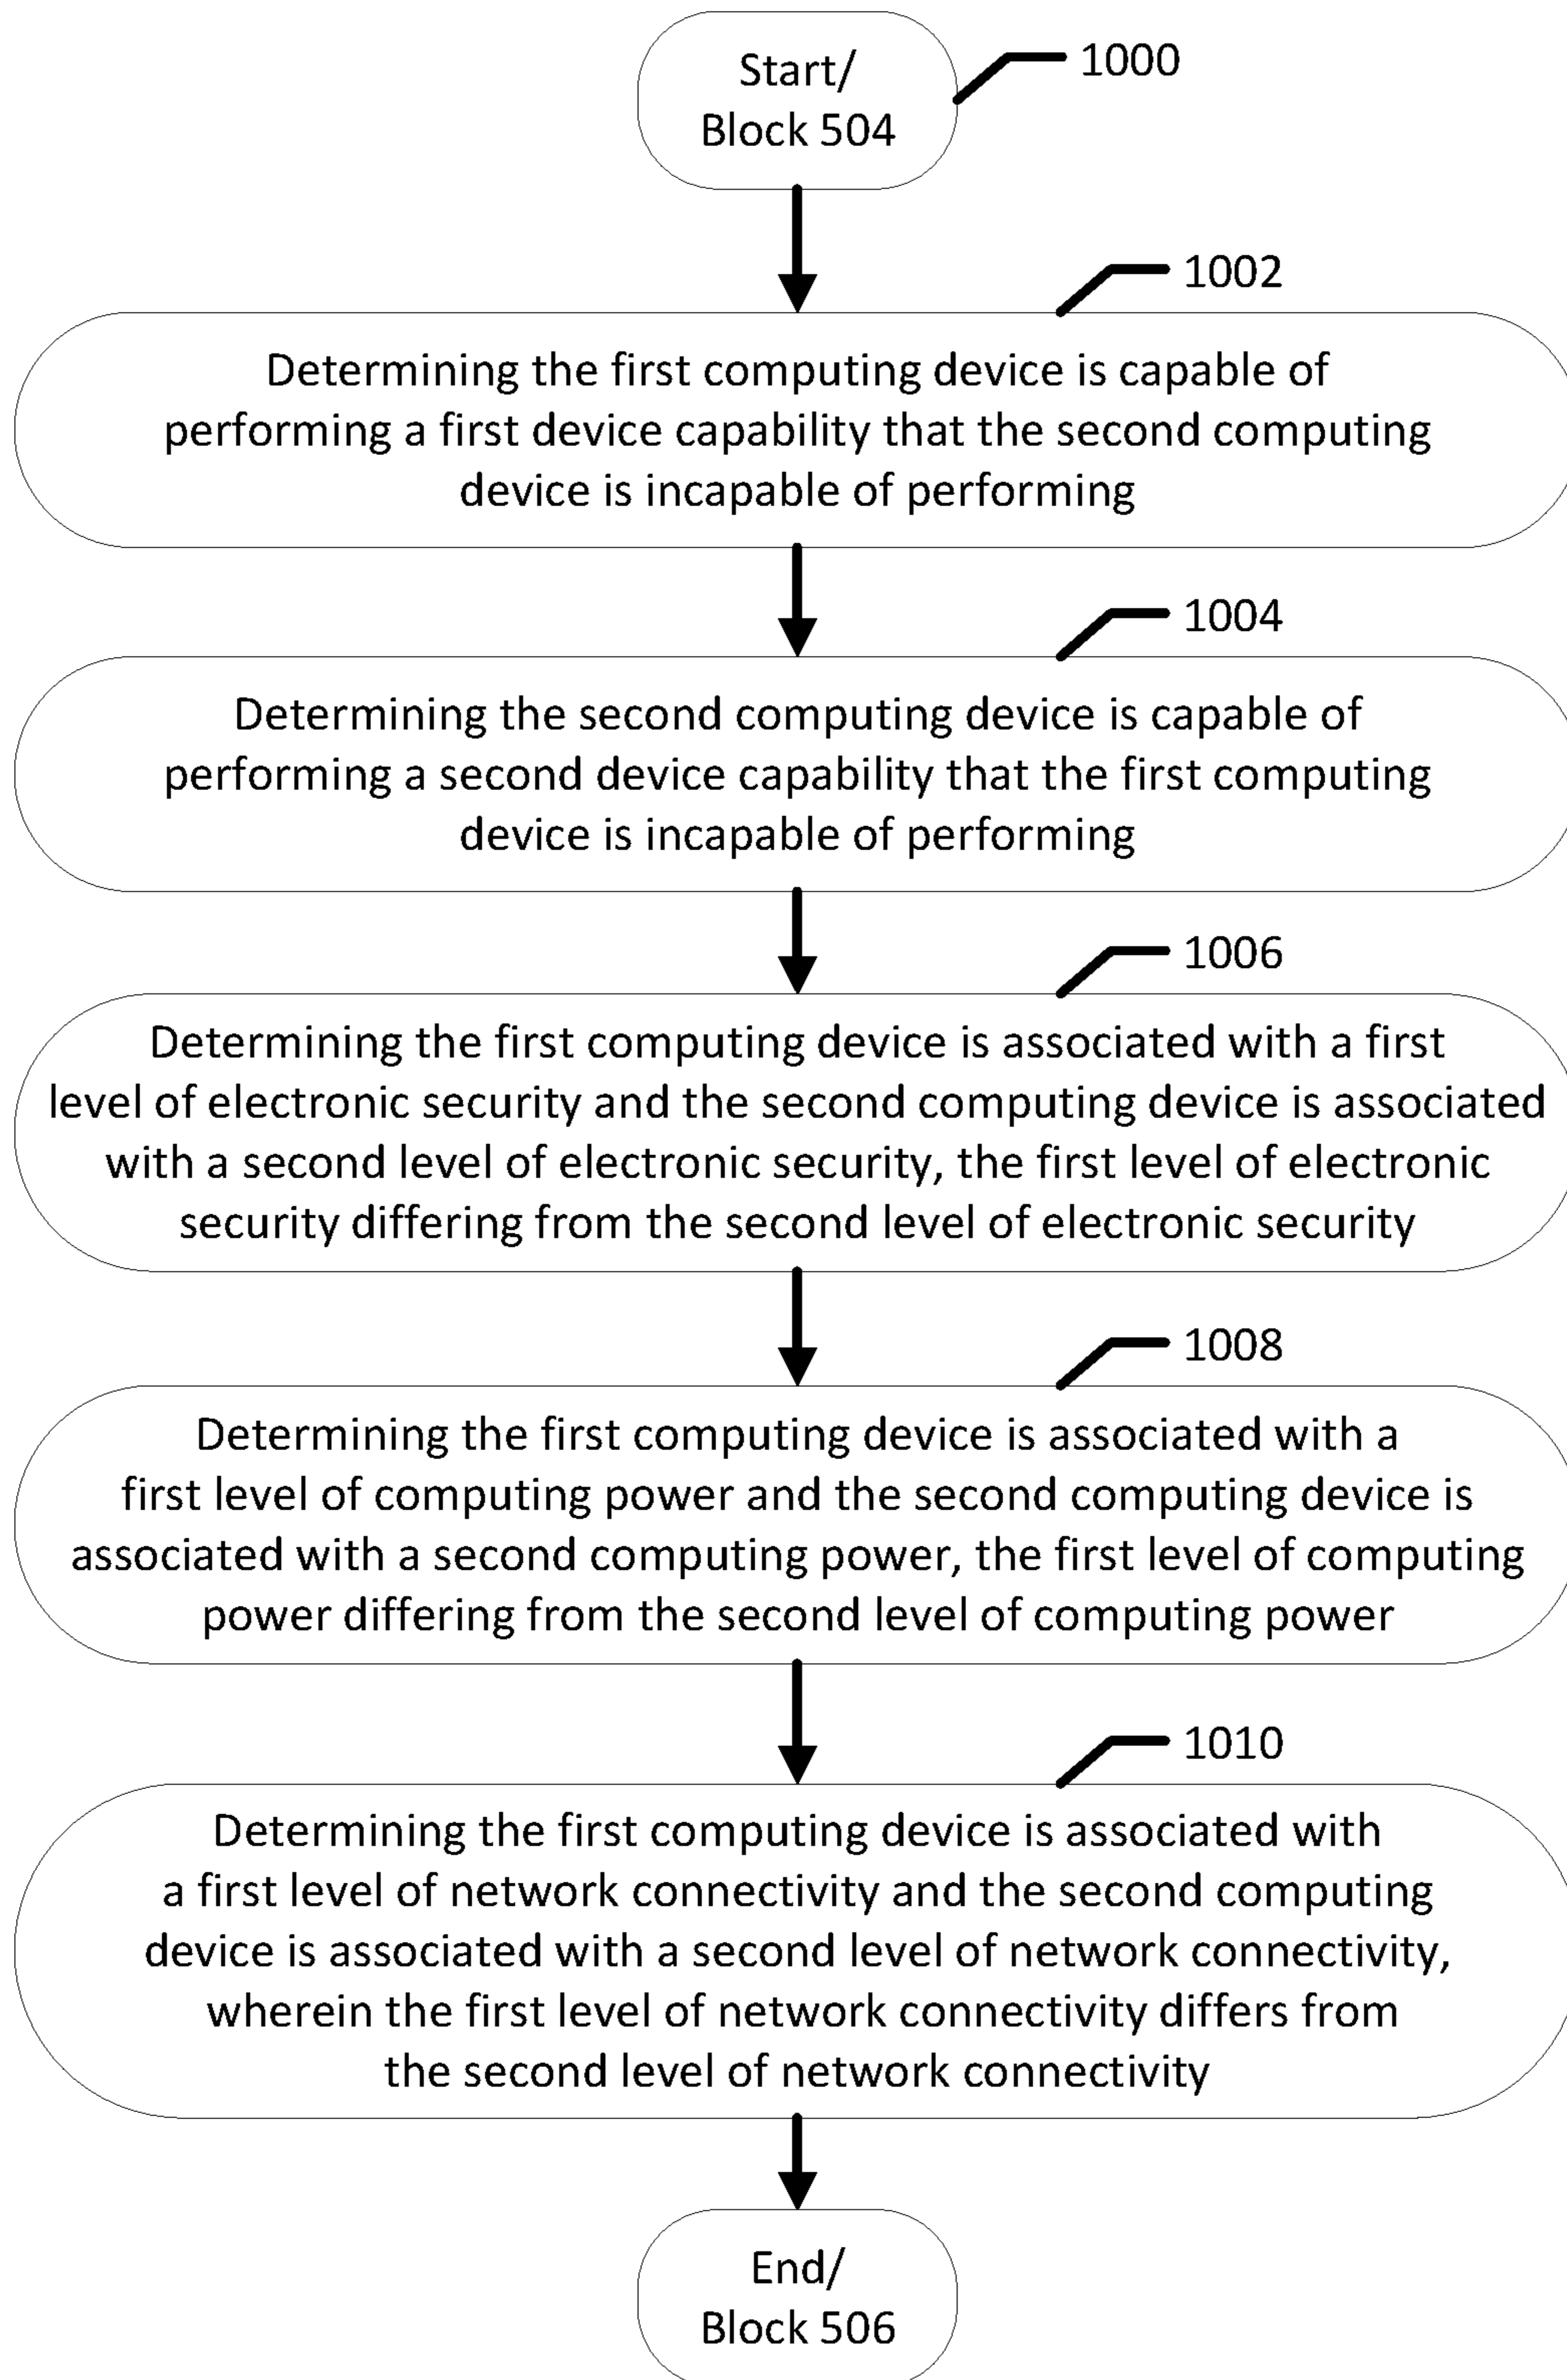 Start/
Block 504
1000
1002
Determining the first computing device is capable of
performing a first device capability that the second computing
device is incapable of performing
1004
Determining the second computing device is capable of
performing a second device capability that the first computing
device is incapable of performing
1006
Determining the first computing device is associated with a first
level of electronic security and the second computing device is associated
with a second level of electronic security, the first level of electronic
security differing from the second level of electronic security
1008
Determining the first computing device is associated with a
first level of computing power and the second computing device is
associated with a second computing power, the first level of computing
power differing from the second level of computing power
1010
Determining the first computing device is associated with
a first level of network connectivity and the second computing
device is associated with a second level of network connectivity,
wherein the first level of network connectivity differs from
the second level of network connectivity
End/
Block 506